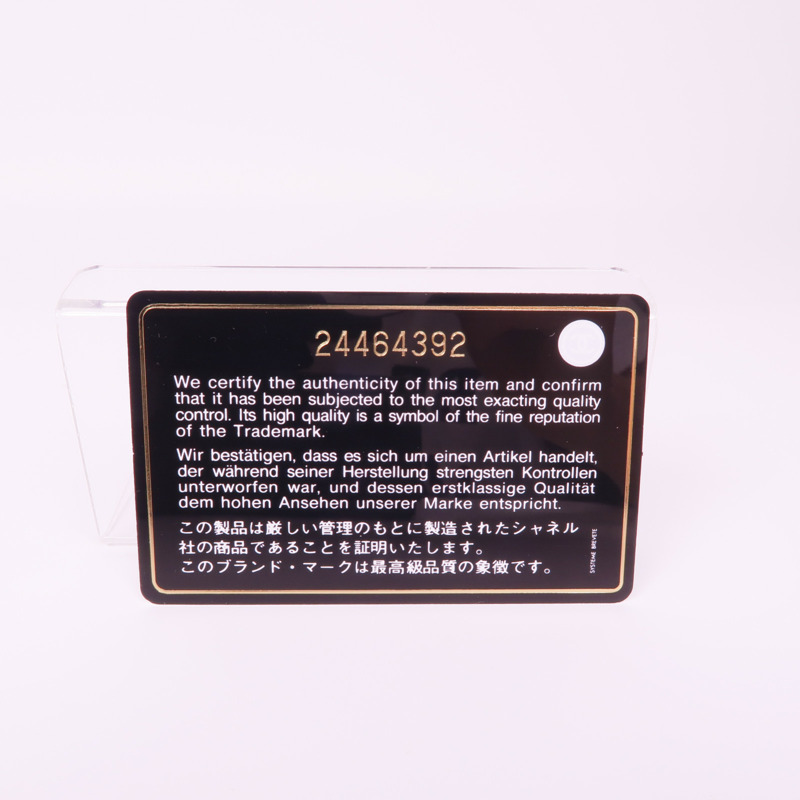 24464392
We certify the authenticity of this item and confirm
that it has been subjected to the most exacting quality
control. Its high quality is a symbol of the fine reputation
of the Trademark.
Wir bestätigen, dass es sich um einen Artikel handelt,
der während seiner Herstellung strengsten Kontrollen
unterworfen war, und dessen erstklassige Qualität
dem hohen Ansehen unserer Marke entspricht.
この製品は厳しい管理のもとに製造されたシャネル
社の商品であることを証明いたします。
このブランド・マークは最高級品質の象徴です。
SYSTEME BREVETE